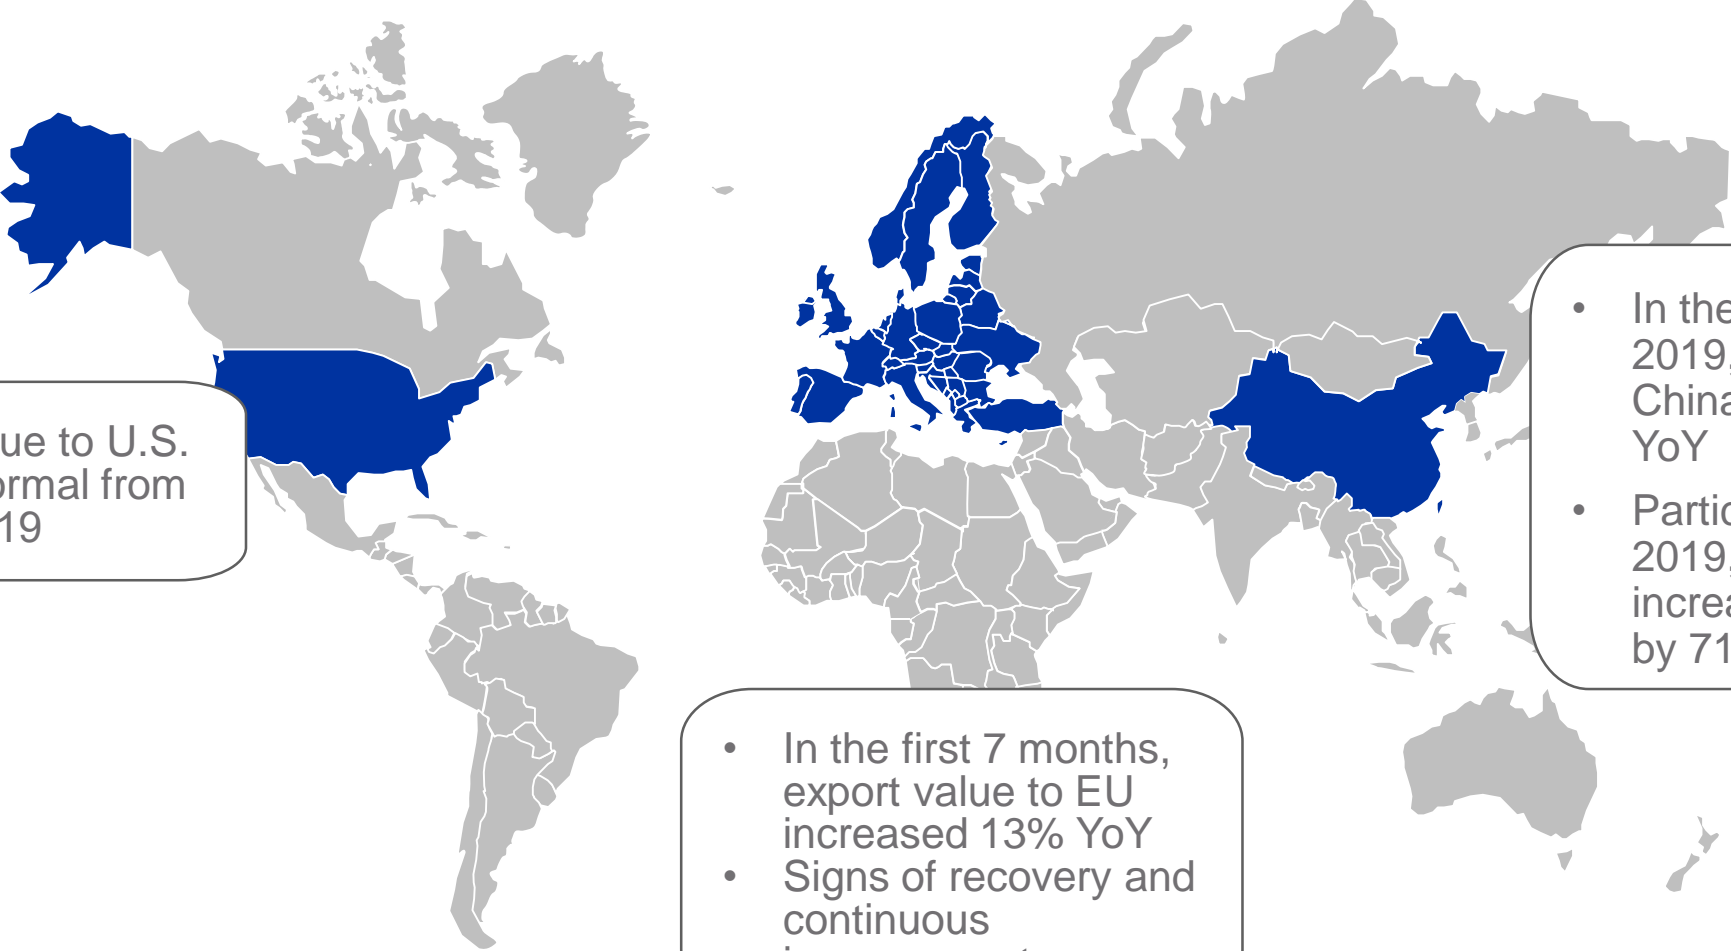 ue to U.S.
ormal from
19
• In the first 7 months,
export value to EU
increased 13% YoY
• Signs of recovery and
continuous
• In the
2019,
China
YoY
• Partic
2019,
increa
by 71